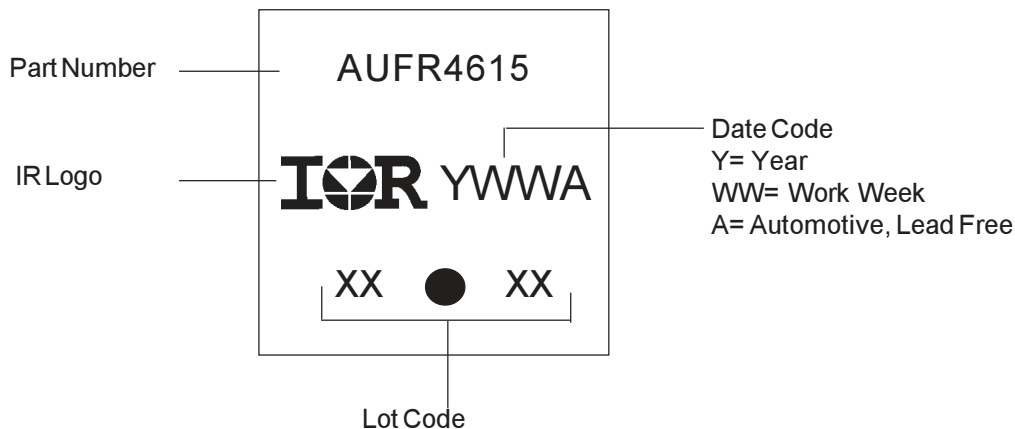 Part Number
AUFR4615
IR Logo
IOR YWWA
Date Code
Y= Year
WW= Work Week
A= Automotive, Lead Free
XX ● XX
Lot Code